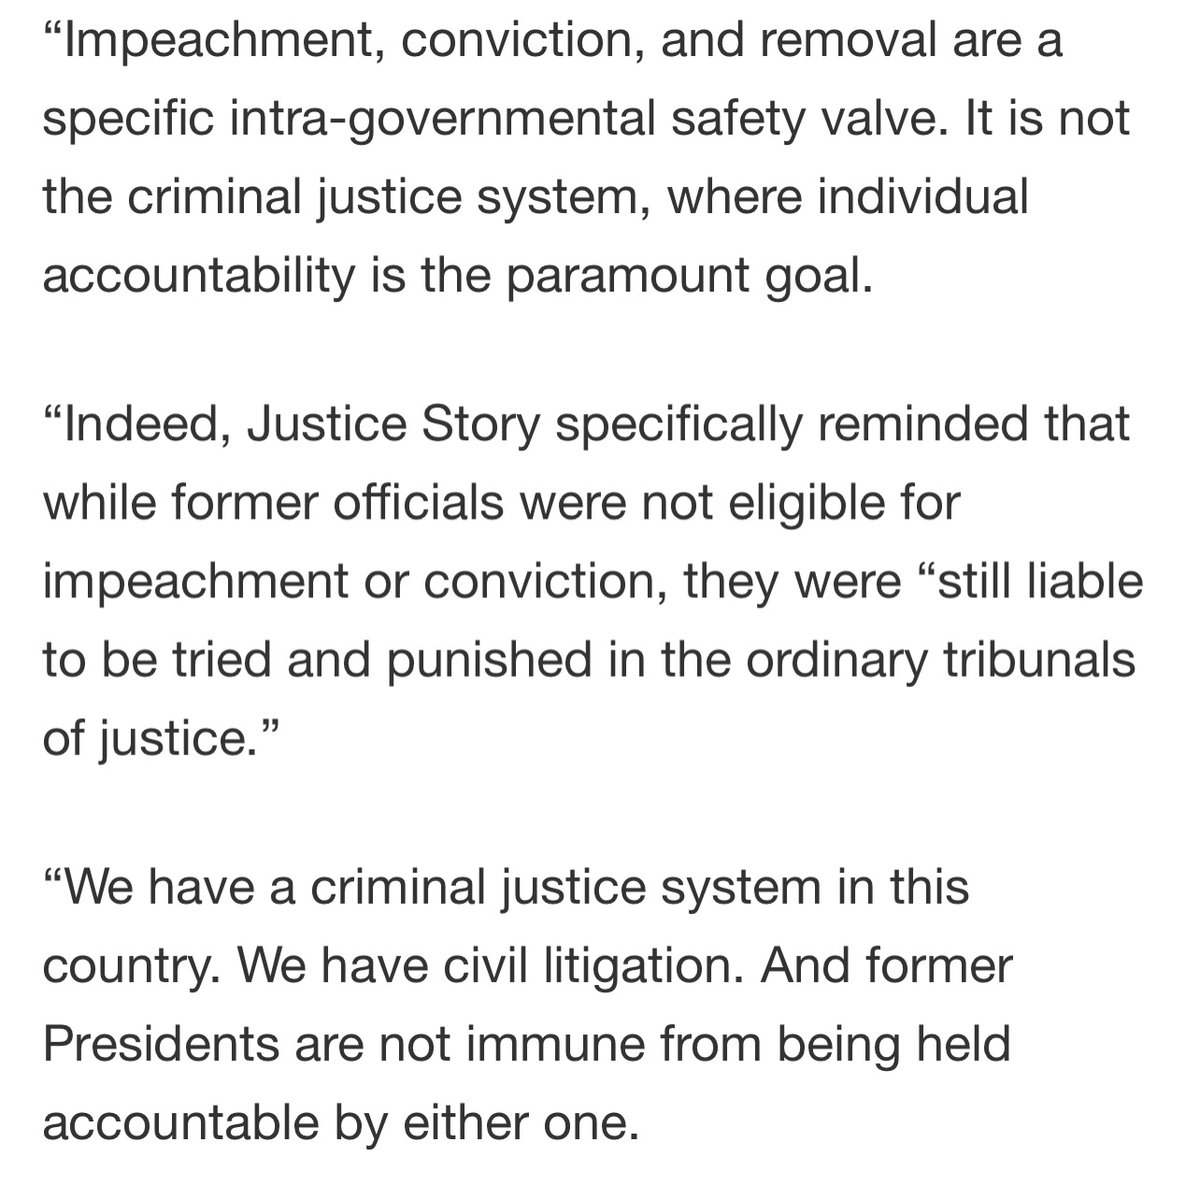 “Impeachment, conviction, and removal are a
specific intra-governmental safety valve. It is not
the criminal justice system, where individual
accountability is the paramount goal.
“Indeed, Justice Story specifically reminded that
while former officials were not eligible for
impeachment or conviction, they were “still liable
to be tried and punished in the ordinary tribunals
of justice.”
“We have a criminal justice system in this
country. We have civil litigation. And former
Presidents are not immune from being held
accountable by either one.